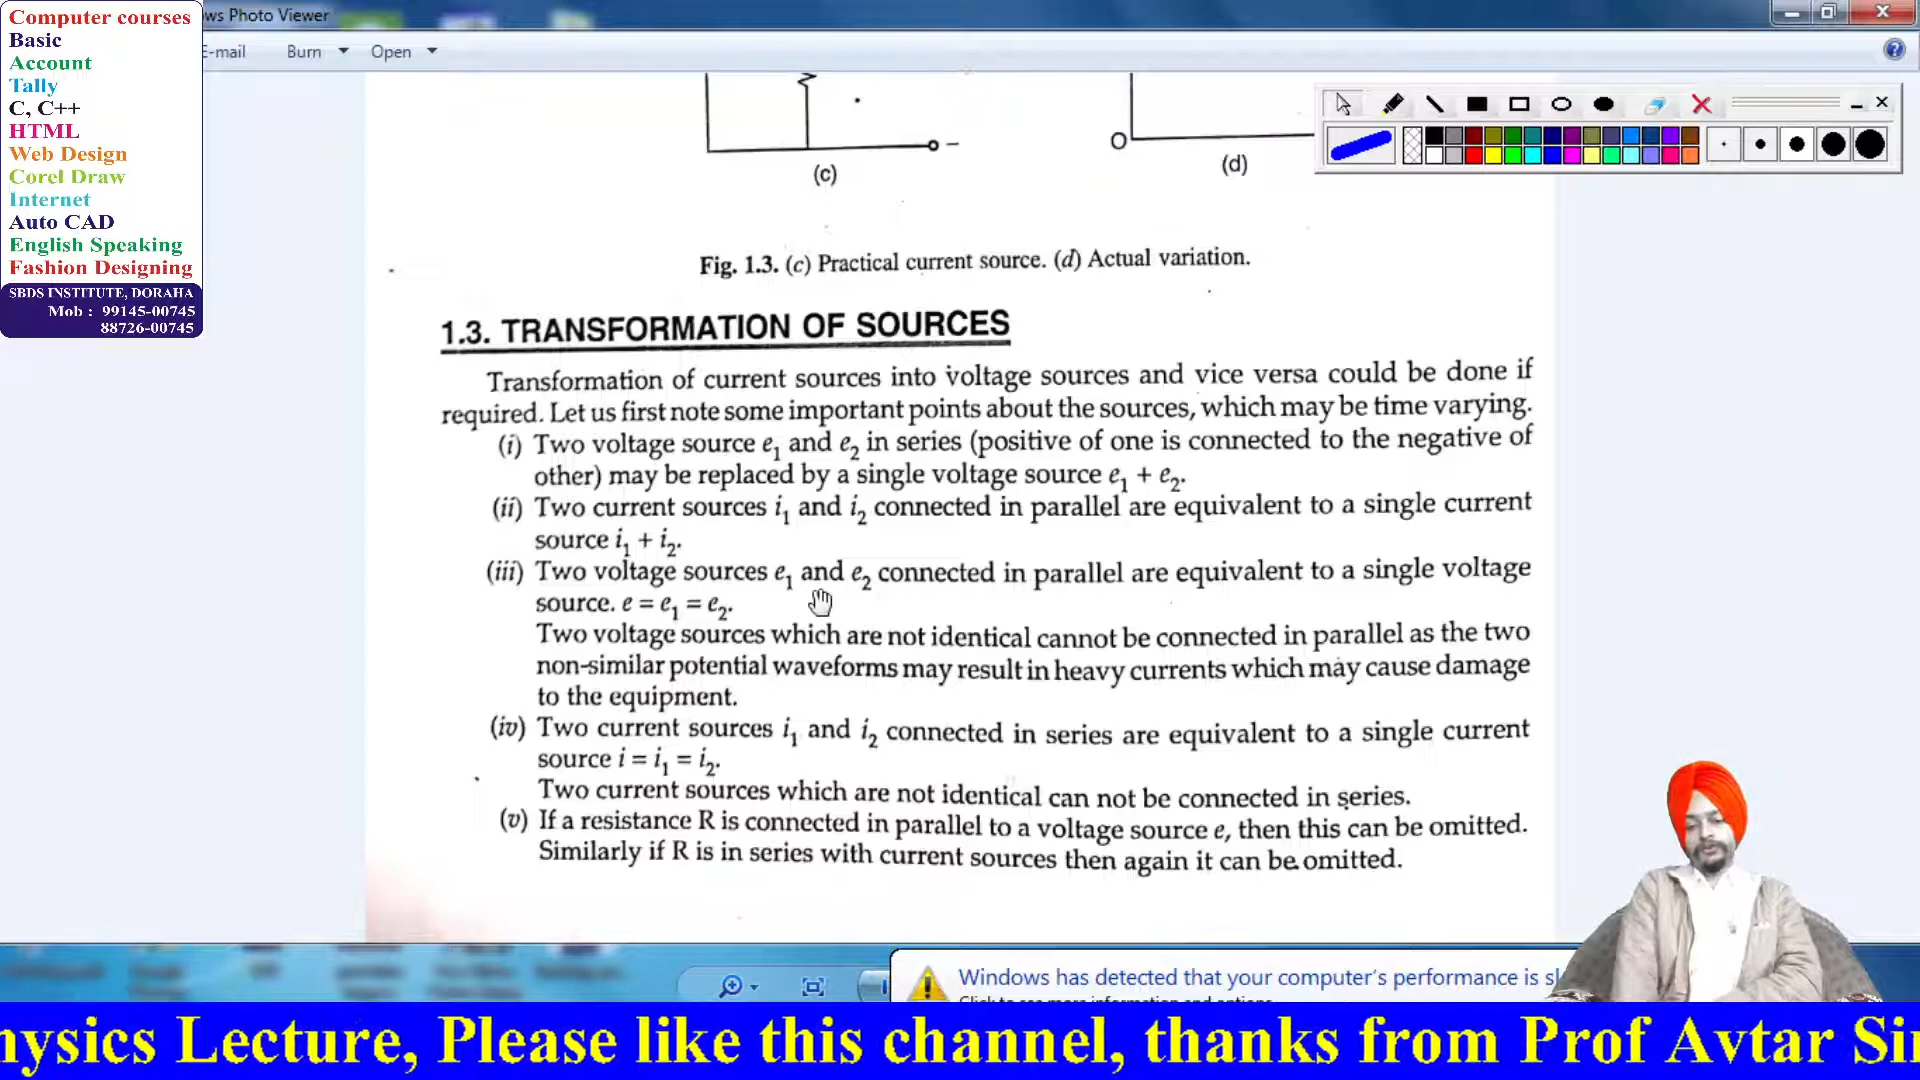 Computer courses
Basic
Account
Tally
C, C++
HTML
Web Design
Corel Draw
Internet
Auto CAD
English Speaking
Fashion Designing
SBDS INSTITUTE, DORAHA
Mob : 99145-00745
88726-00745
ws Photo Viewer
E-mail Burn Open
(c)
O
(d)
Fig. 1.3. (c) Practical current source. (d) Actual variation.
1.3. TRANSFORMATION OF SOURCES
Transformation of current sources into voltage sources and vice versa could be done if
required. Let us first note some important points about the sources, which may be time varying.
(i) Two voltage source e₁ and e₂ in series (positive of one is connected to the negative of
other) may be replaced by a single voltage source e₁ + e₂.
(ii) Two current sources i₁ and i₂ connected in parallel are equivalent to a single current
source i₁ + i₂.
(iii) Two voltage sources e₁ and e₂ connected in parallel are equivalent to a single voltage
source. e = e₁ = e₂.
Two voltage sources which are not identical cannot be connected in parallel as the two
non-similar potential waveforms may result in heavy currents which may cause damage
to the equipment.
(iv) Two current sources i₁ and i₂ connected in series are equivalent to a single current
source i = i₁ = i₂.
Two current sources which are not identical can not be connected in series.
(v) If a resistance R is connected in parallel to a voltage source e, then this can be omitted.
Similarly if R is in series with current sources then again it can be omitted.
Windows has detected that your computer's performance is sl
hysics Lecture, Please like this channel, thanks from Prof Avtar Sin